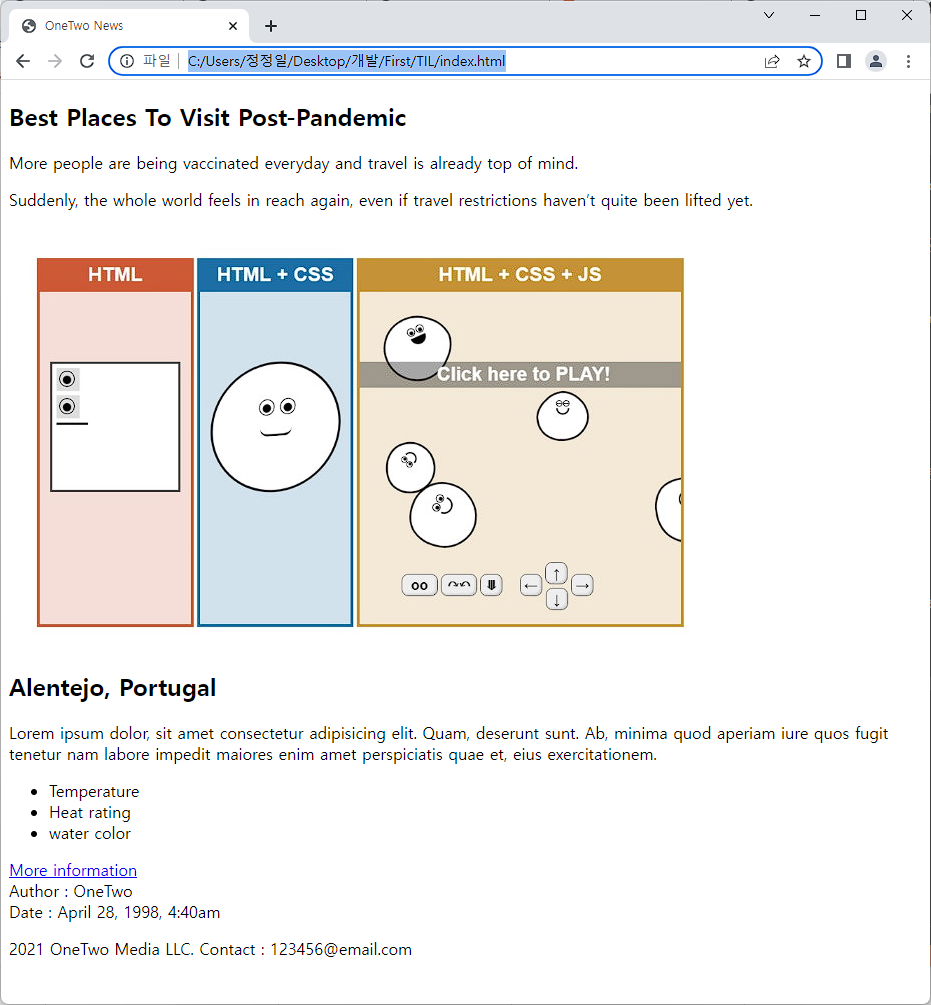 OneTwo News
파일
C:/Users/정정일/Desktop/개발/First/TIL/index.html
Best Places To Visit Post-Pandemic
More people are being vaccinated everyday and travel is already top of mind.
Suddenly, the whole world feels in reach again, even if travel restrictions haven't quite been lifted yet.
HTML
HTML + CSS
HTML + CSS + JS
Click here to PLAY!
Alentejo, Portugal
Lorem ipsum dolor, sit amet consectetur adipisicing elit. Quam, deserunt sunt. Ab, minima quod aperiam iure quos fugit
tenetur nam labore impedit maiores enim amet perspiciatis quae et, eius exercitationem.
• Temperature
• Heat rating
• water color
More information
Author : OneTwo
Date : April 28, 1998, 4:40am
2021 OneTwo Media LLC. Contact : 123456@email.com